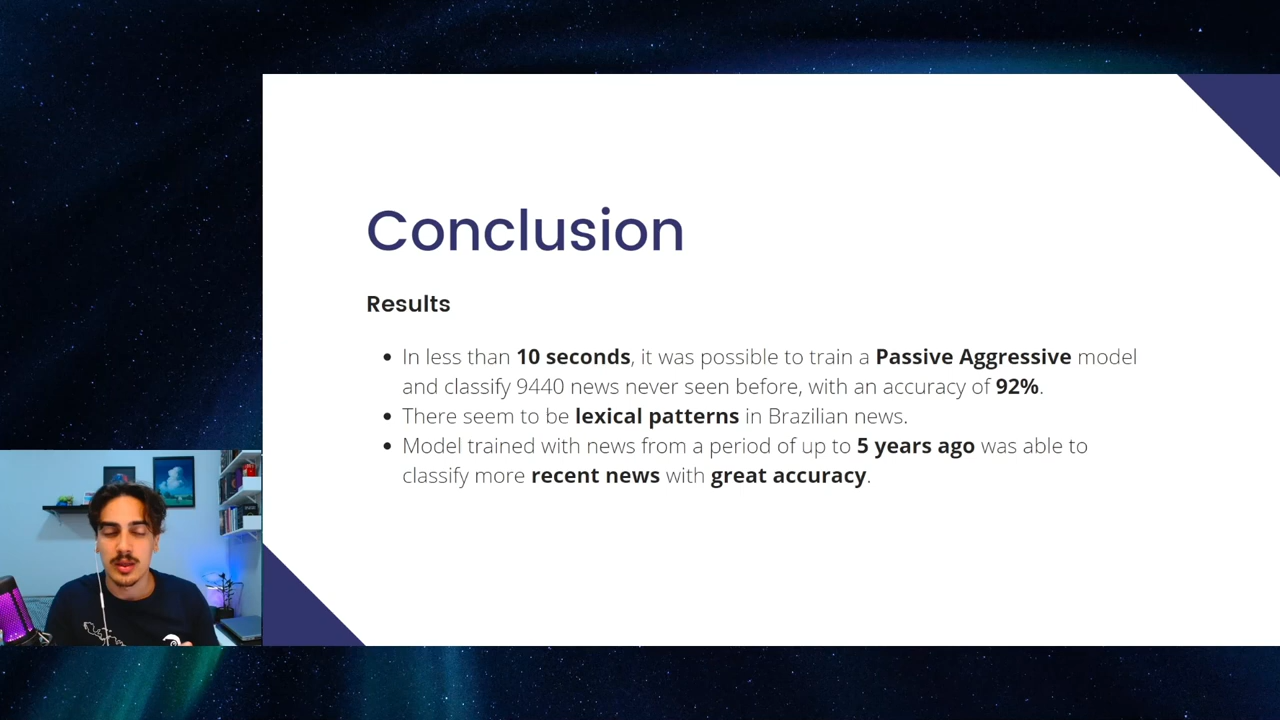 Conclusion
Results
• In less than 10 seconds, it was possible to train a Passive Aggressive model
and classify 9440 news never seen before, with an accuracy of 92%.
• There seem to be lexical patterns in Brazilian news.
• Model trained with news from a period of up to 5 years ago was able to
classify more recent news with great accuracy.